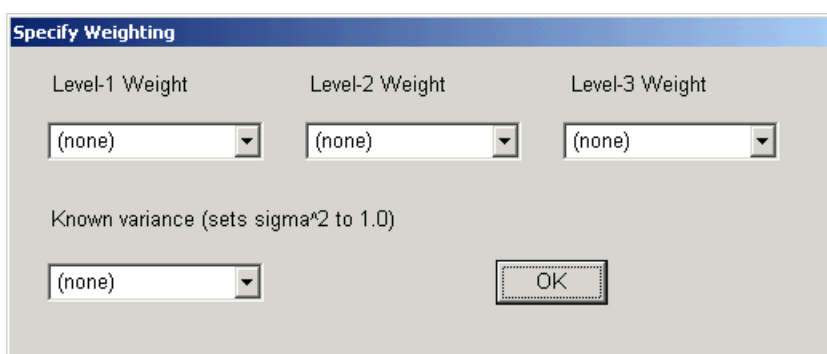 Specify Weighting
Level-1 Weight Level-2 Weight Level-3 Weight
(none) (none) (none)
Known variance (sets sigma^2 to 1.0)
(none) OK